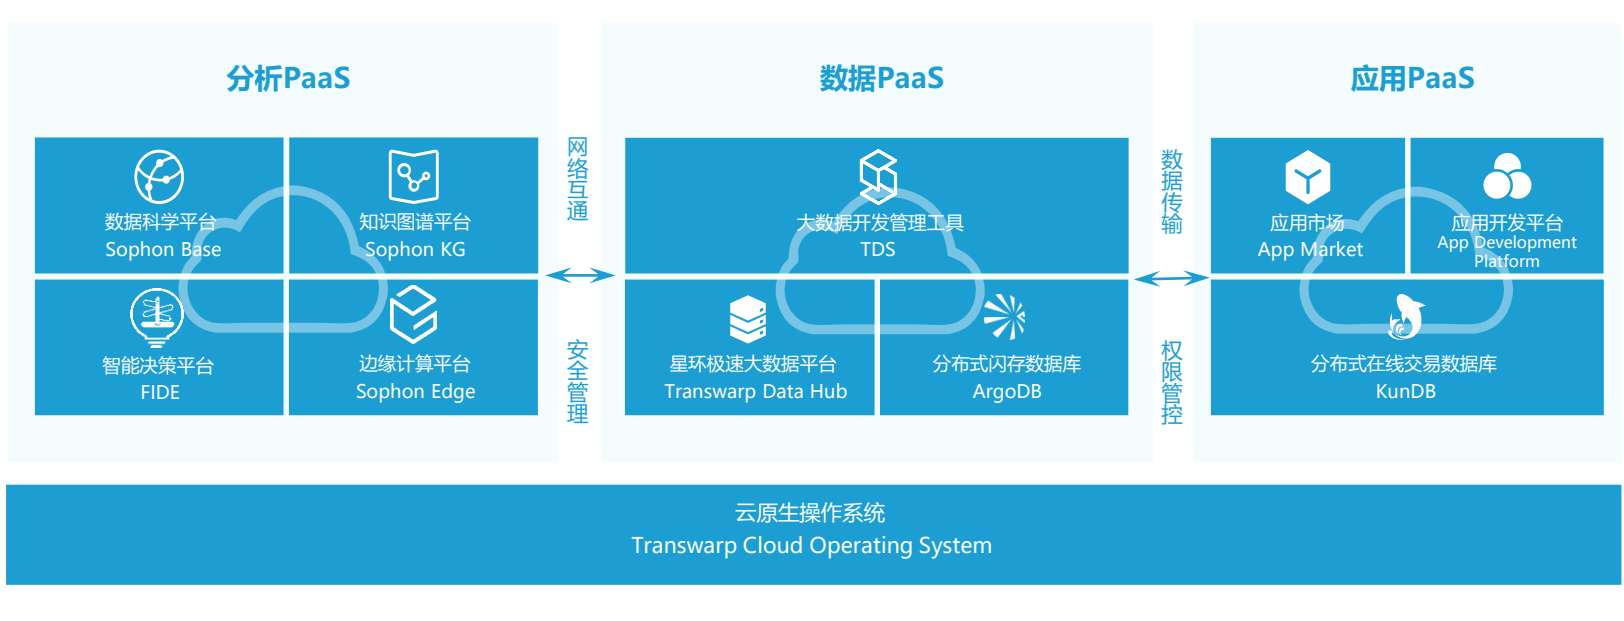 分析PaaS
数据科学平台
Sophon Base
知识图谱平台
Sophon KG
智能决策平台
FIDE
边缘计算平台
Sophon Edge
网络互通
安全管理
数据PaaS
大数据开发管理工具
TDS
星环极速大数据平台
Transwarp Data Hub
分布式闪存数据库
ArgoDB
数据传输
权限管控
应用PaaS
应用市场
App Market
应用开发平台
App Development
Platform
分布式在线交易数据库
KunDB
云原生操作系统
Transwarp Cloud Operating System